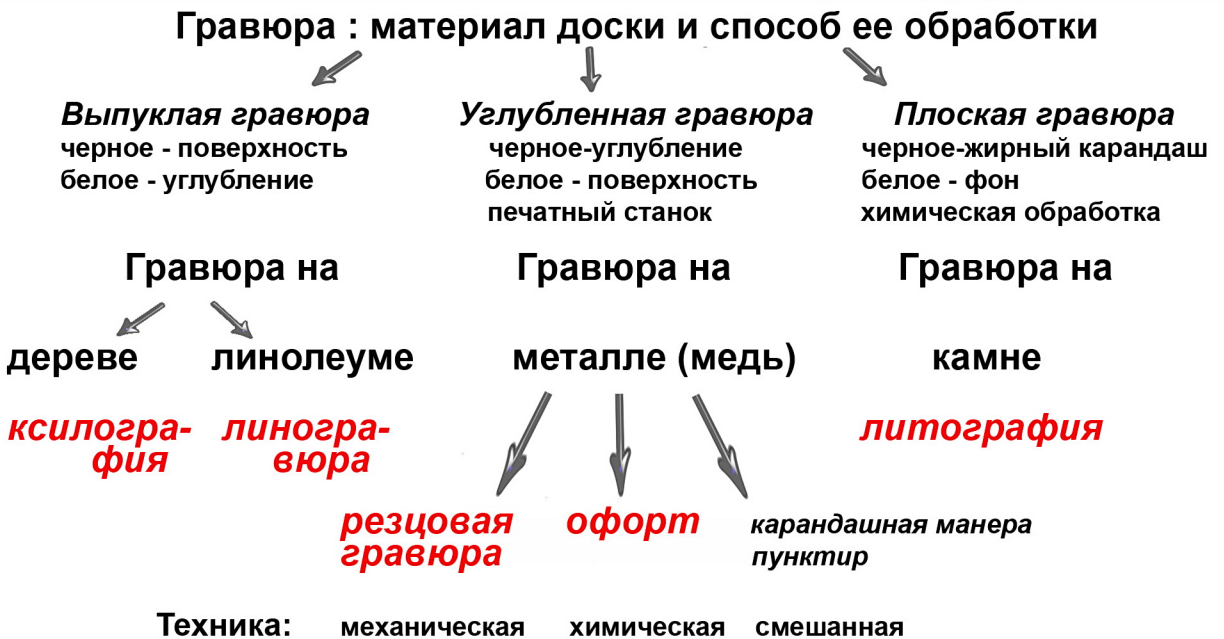 Гравюра : материал доски и способ ее обработки
Выпуклая гравюра
черное - поверхность
белое - углубление
Углубленная гравюра
черное-углубление
белое - поверхность
печатный станок
Плоская гравюра
черное-жирный карандаш
белое - фон
химическая обработка
Гравюра на
Гравюра на
Гравюра на
дереве
линолеуме
металле (медь)
камне
ксилогра-
фия
линогра-
вюра
литография
резцовая
гравюра
офорт
карандашная манера
пунктир
Техника: механическая химическая смешанная